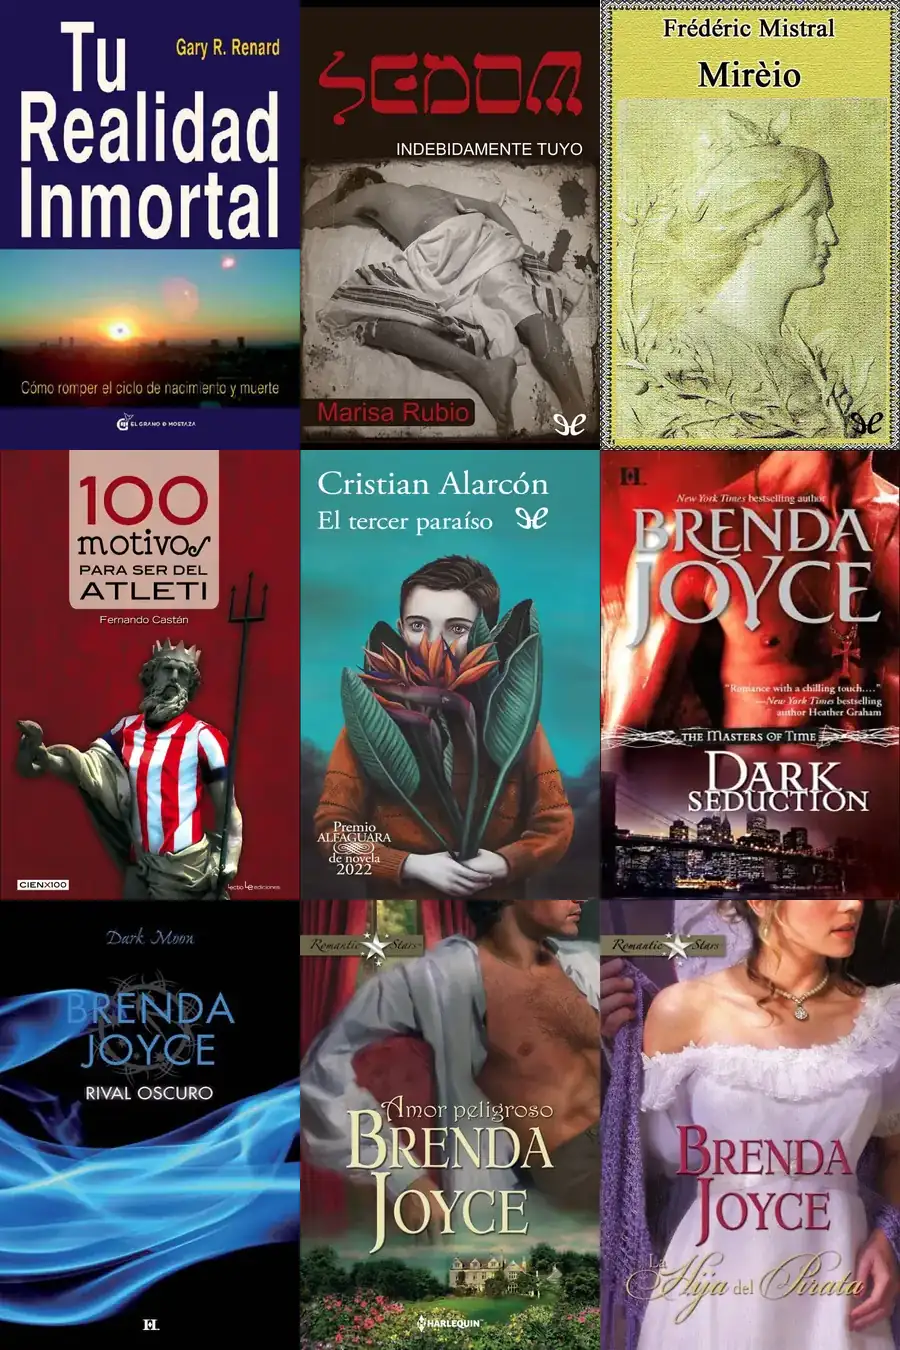 Tu
Gary R. Renard
Realidad
Inmortal
Cómo romper el ciclo de nacimiento y muerte
EL GRANO D MOSTAZA
SEDOM
INDEBIDAMENTE TUYO
Marisa Rubio
Frédéric Mistral
Mirèio
100
motivos
PARA SER DEL
ATLETI
Fernando Castán
CIENX100
lectio ediciones
Cristian Alarcón
El tercer paraíso
Premio
ALFAGUARA
de novela
2022
New York Times bestselling author
BRENDA
JOYCE
"Romance with a chilling touch...."
—New York Times bestselling
author Heather Graham
THE MASTERS OF TIME
DARK
SEDUCTION
Dark Moon
BRENDA
JOYCE
RIVAL OSCURO
Romantic Stars
Amor peligroso
BRENDA
JOYCE
HARLEQUIN™
Romantic Stars
BRENDA
JOYCE
La Hija del Pirata